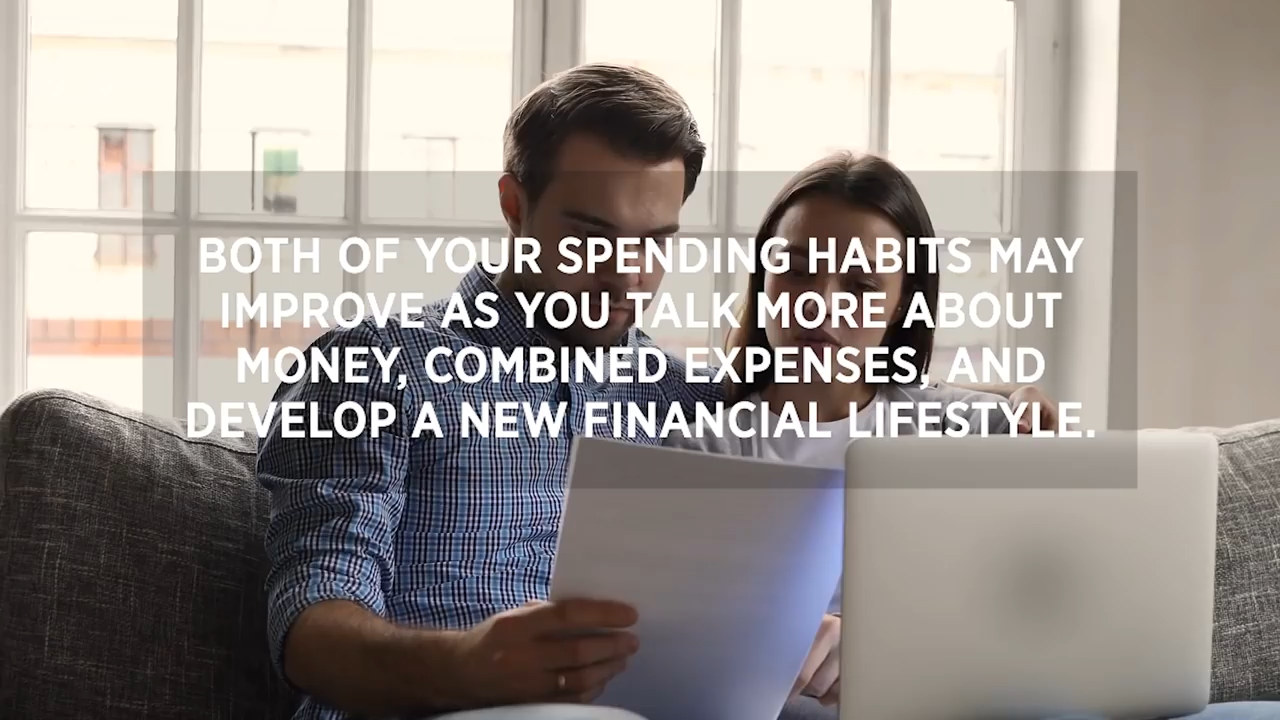 BOTH OF YOUR SPENDING HABITS MAY
IMPROVE AS YOU TALK MORE ABOUT
MONEY, COMBINED EXPENSES, AND
DEVELOP A NEW FINANCIAL LIFESTYLE.